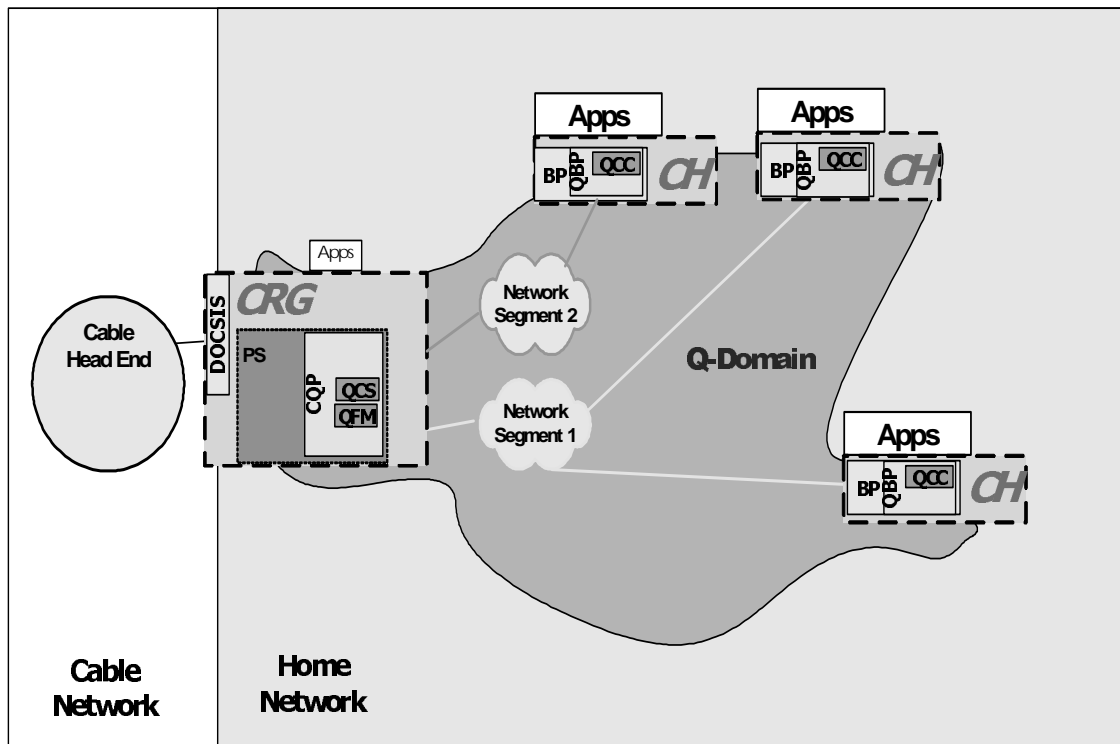 Apps
Apps
QCC
BP
QBP
CH
QCC
BP
QBP
CH
Apps
CRG
DOCSIS
PS
CQP
QCS
QFM
Cable
Head End
Network
Segment 2
Q-Domain
Network
Segment 1
Apps
QCC
BP
QBP
CH
Cable
Network
Home
Network